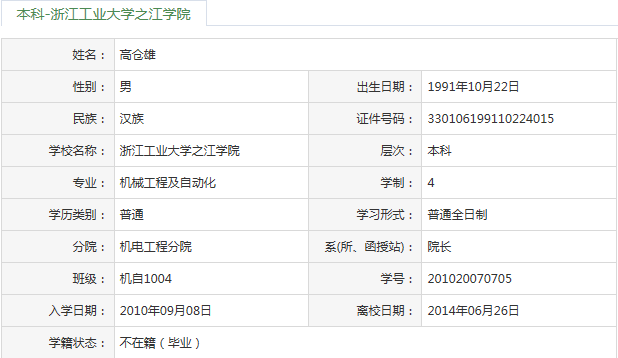 本科-浙江工业大学之江学院
姓名： 高仓雄
性别： 男 出生日期： 1991年10月22日
民族： 汉族 证件号码： 330106199110224015
学校名称： 浙江工业大学之江学院 层次： 本科
专业： 机械工程及自动化 学制： 4
学历类别： 普通 学习形式： 普通全日制
分院： 机电工程分院 系(所、函授站)： 院长
班级： 机自1004 学号： 201020070705
入学日期： 2010年09月08日 离校日期： 2014年06月26日
学籍状态： 不在籍（毕业）